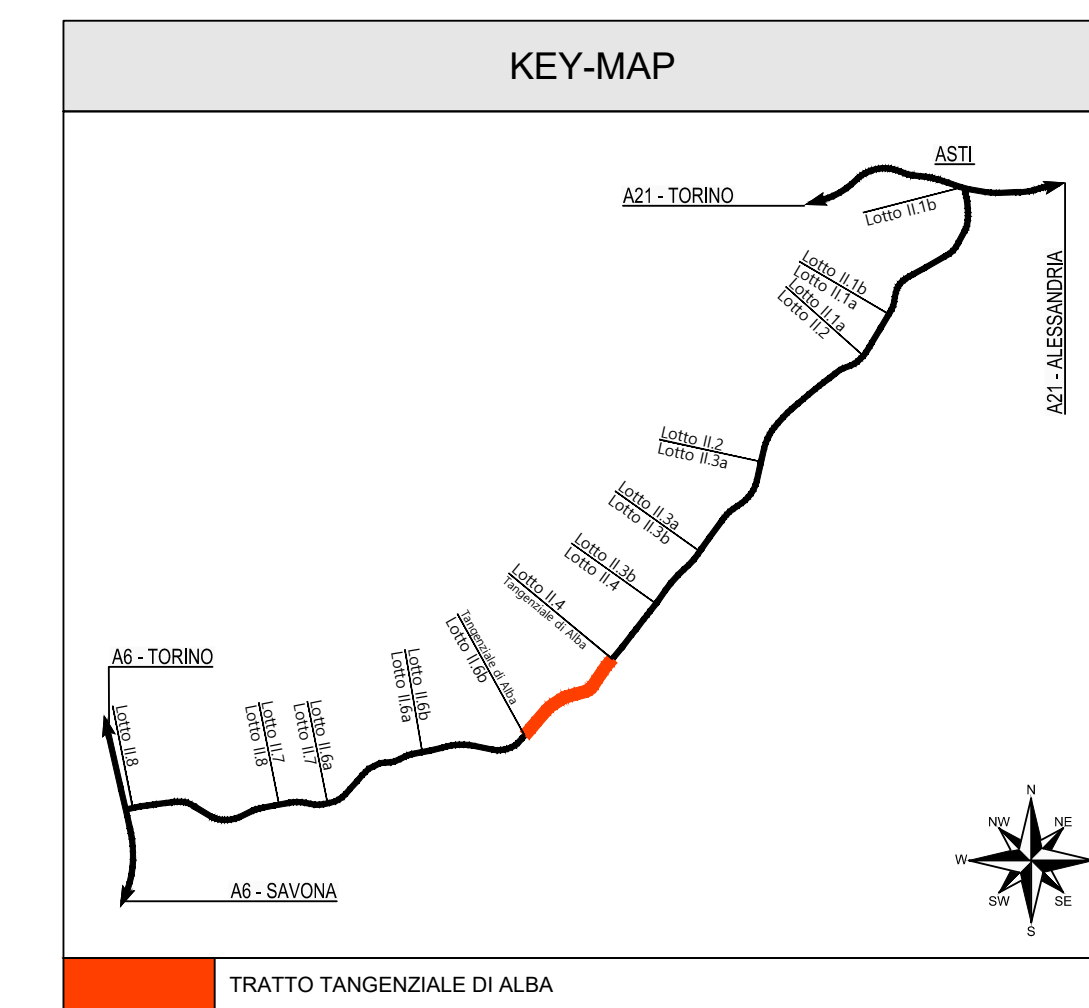 KEY-MAP
ASTI
A21 - TORINO
Lotto II.1b
A21 - ALESSANDRIA
Lotto II.1b
Lotto II.1a
Lotto II.1a
Lotto II.2
Lotto II.2
Lotto II.3a
Lotto II.3a
Lotto II.3b
Lotto II.3b
Lotto II.4
Lotto II.4
Tangenziale di Alba
Tangenziale di Alba
Lotto II.6b
Lotto II.6b
Lotto II.6a
Lotto II.6a
Lotto II.7
Lotto II.7
Lotto II.8
Lotto II.8
A6 - TORINO
A6 - SAVONA
N
NW
NE
W
SW
SE
S
TRATTO TANGENZIALE DI ALBA